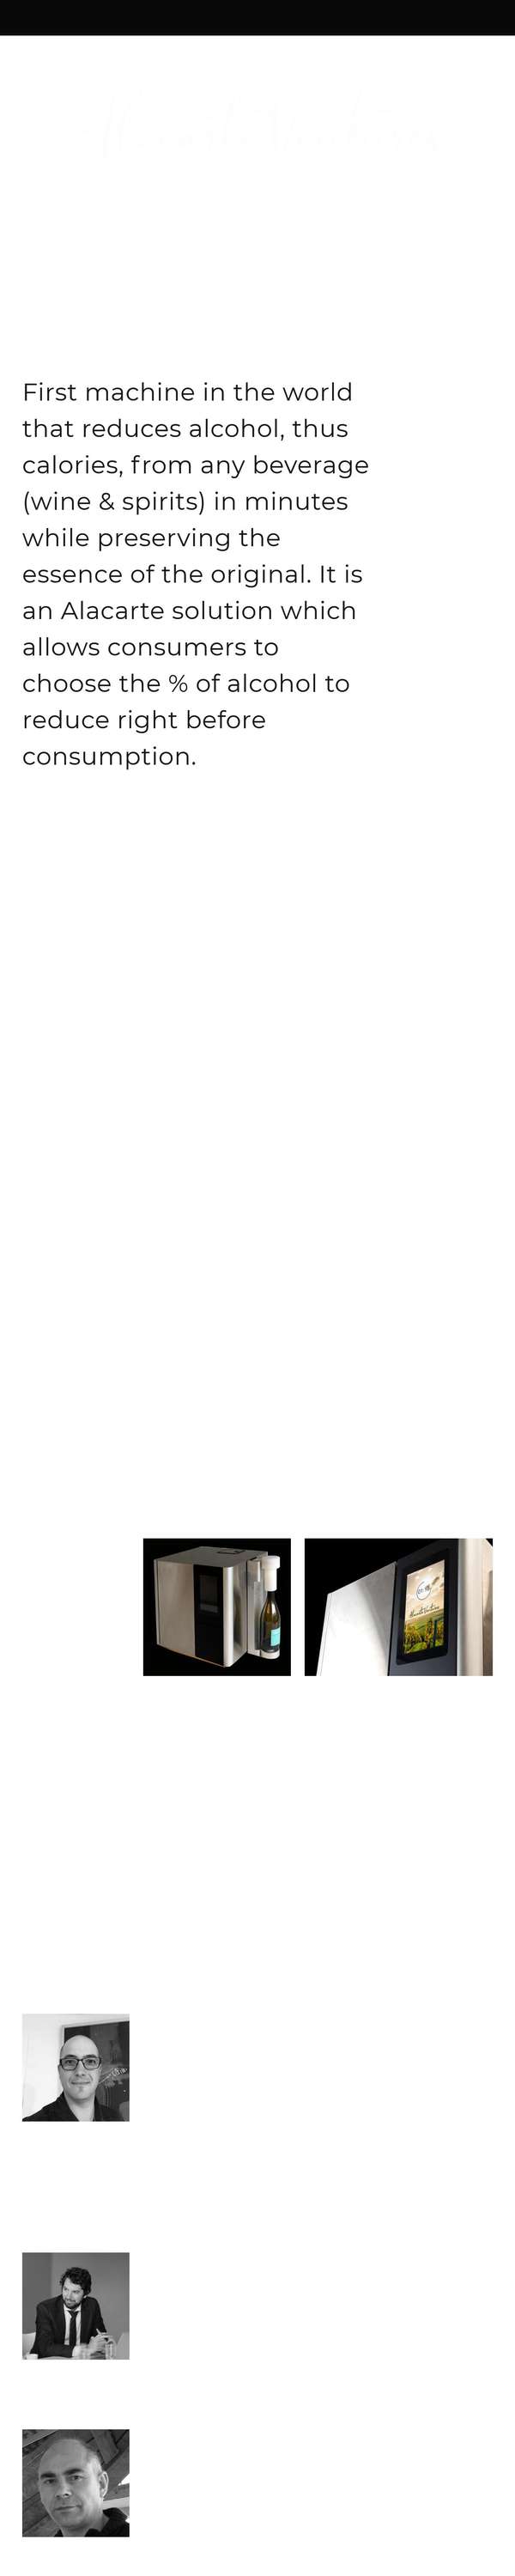 First machine in the world
that reduces alcohol, thus
calories, from any beverage
(wine & spirits) in minutes
while preserving the
essence of the original. It is
an Alacarte solution which
allows consumers to
choose the % of alcohol to
reduce right before
consumption.